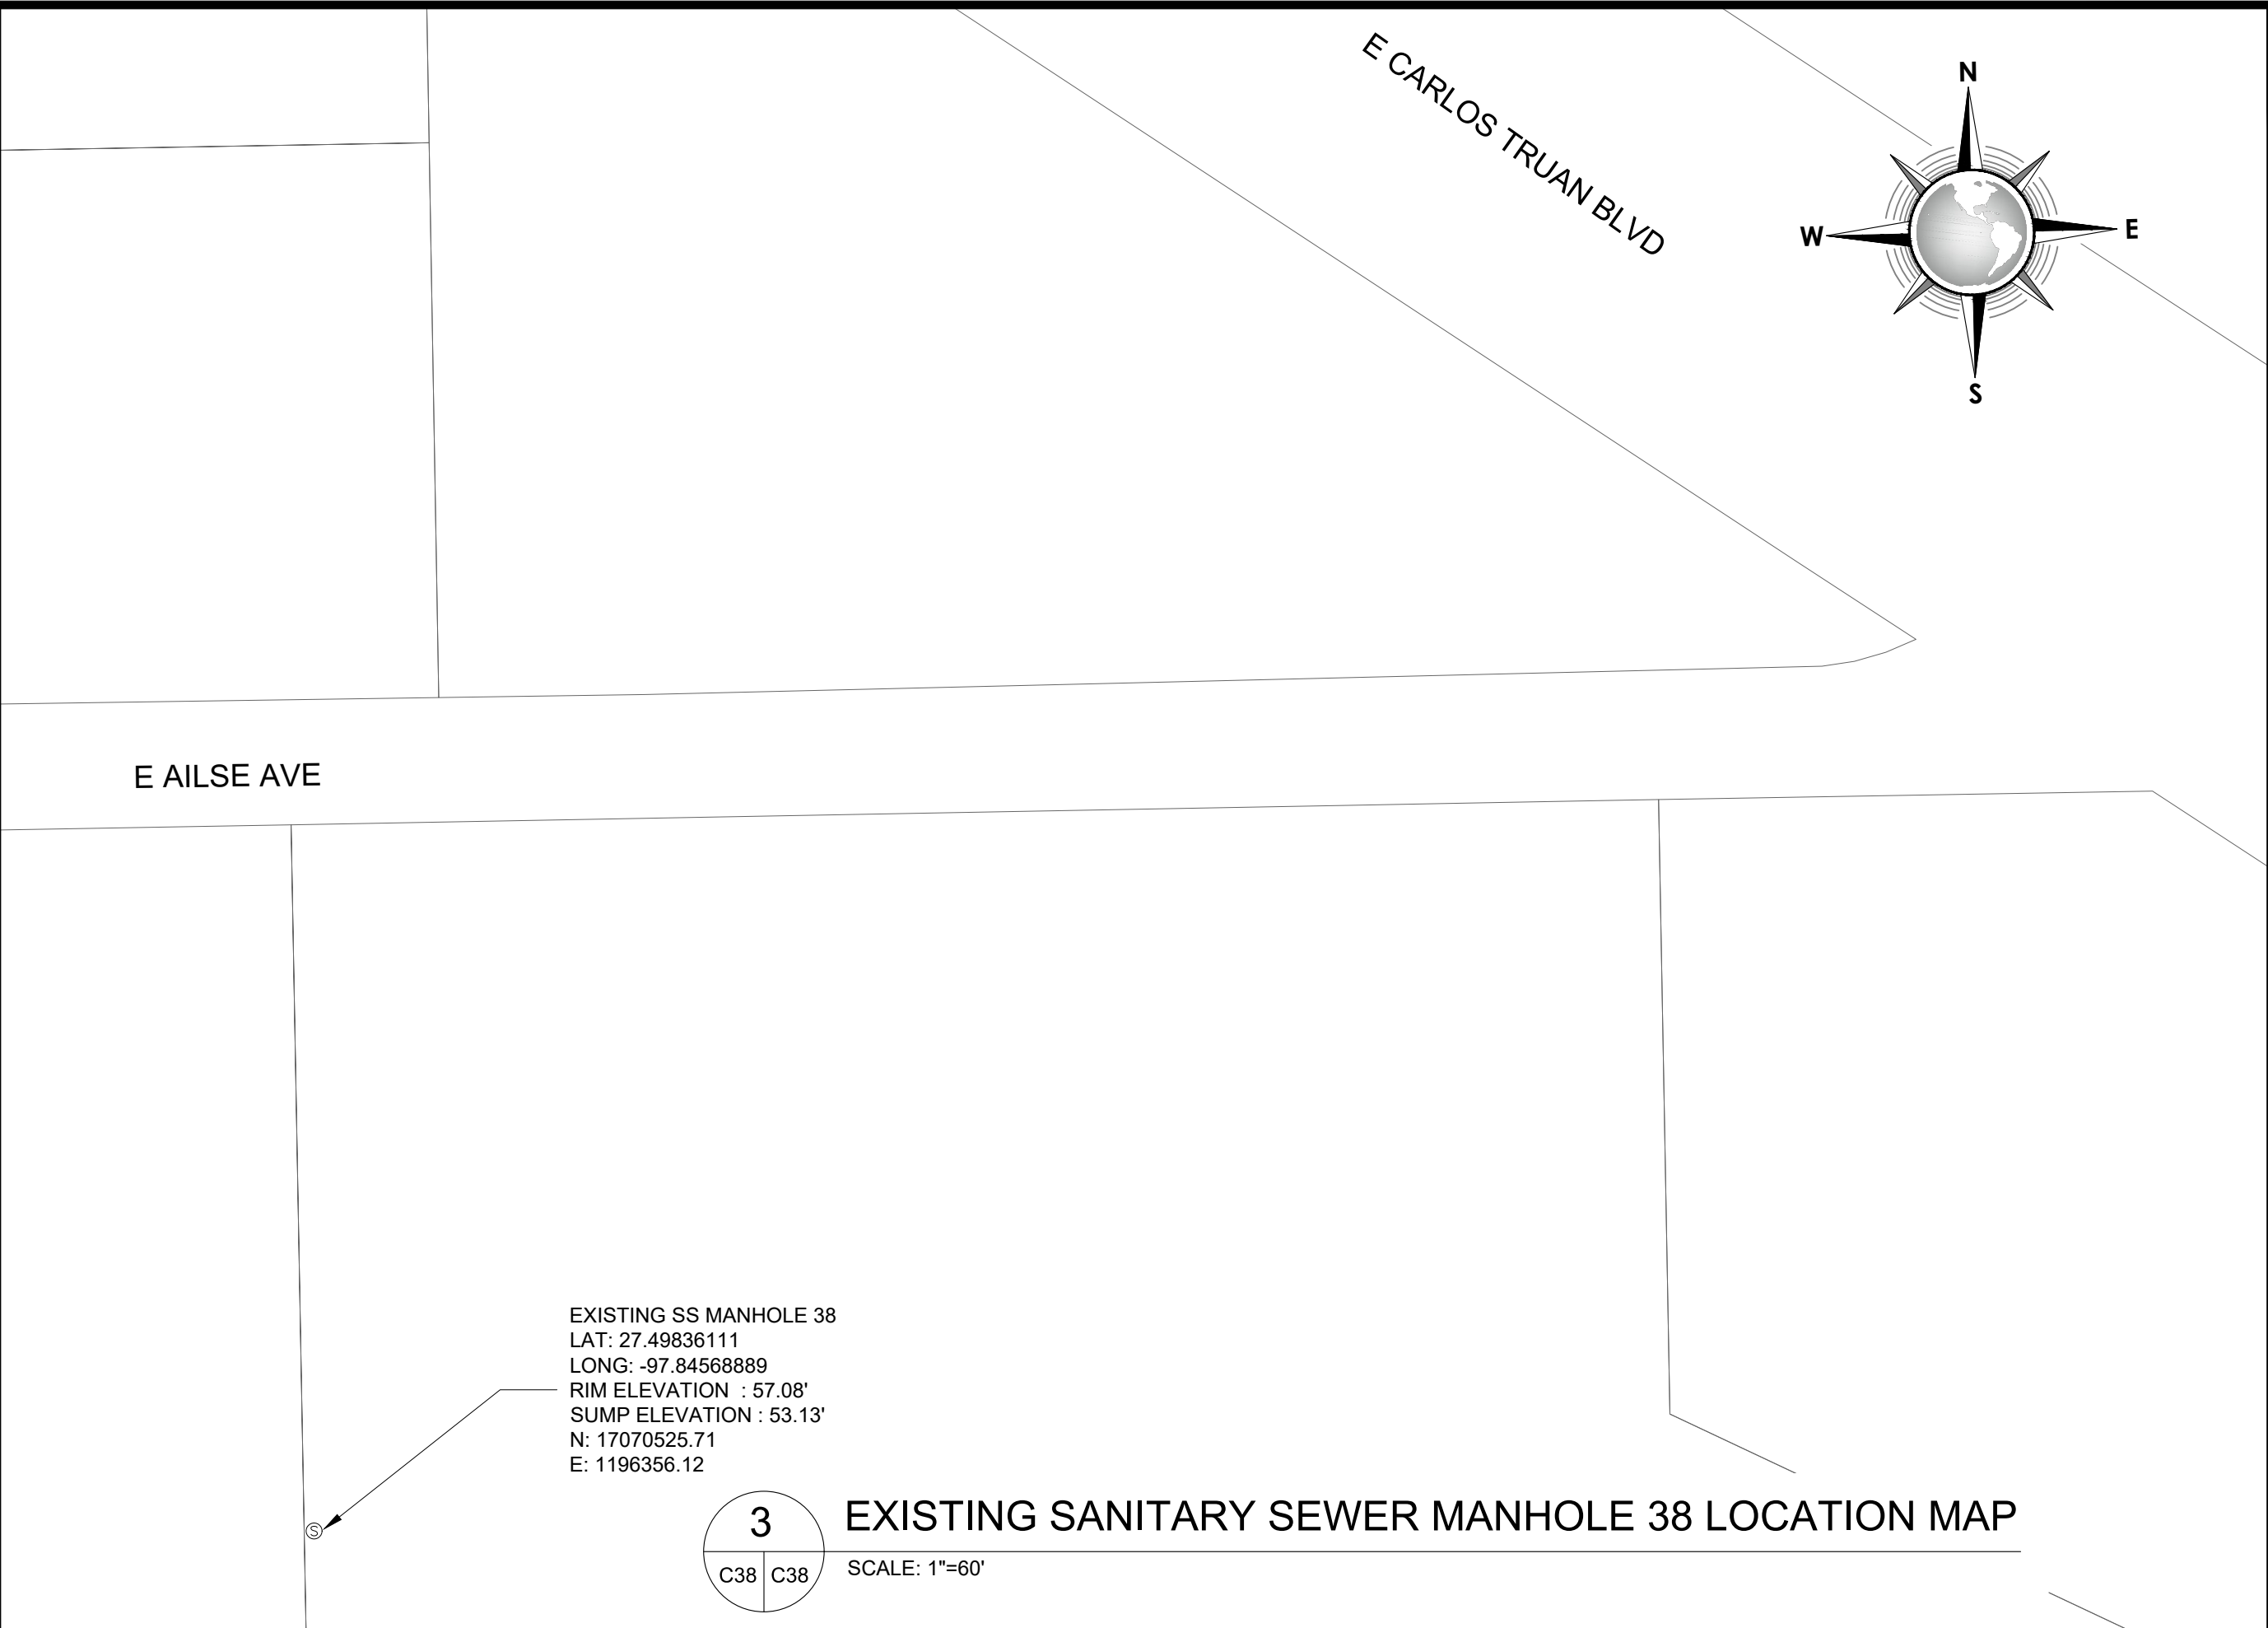 E CARLOS TRUAN BLVD
N
W
E
S
E AILSE AVE
EXISTING SS MANHOLE 38
LAT: 27.49836111
LONG: -97.84568889
RIM ELEVATION : 57.08'
SUMP ELEVATION : 53.13'
N: 17070525.71
E: 1196356.12
S
3
C38 C38
EXISTING SANITARY SEWER MANHOLE 38 LOCATION MAP
SCALE: 1"=60'